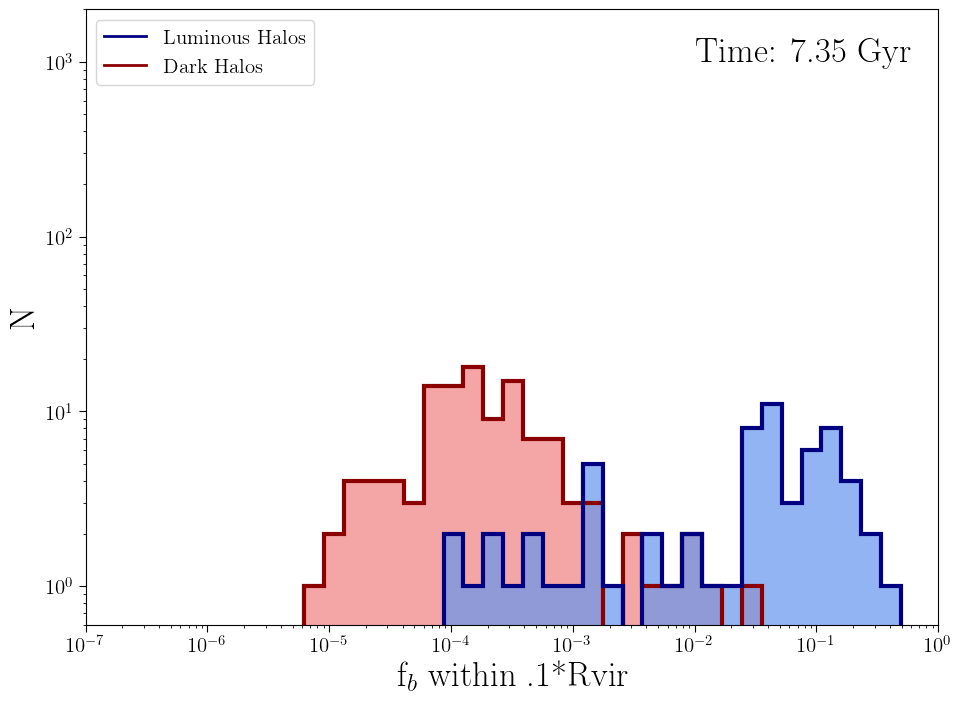 Luminous Halos
Dark Halos
Time: 7.35 Gyr
N
10³
10²
10¹
10⁰
10⁻⁷ 10⁻⁶ 10⁻⁵ 10⁻⁴ 10⁻³ 10⁻² 10⁻¹ 10⁰
f_b within .1*Rvir